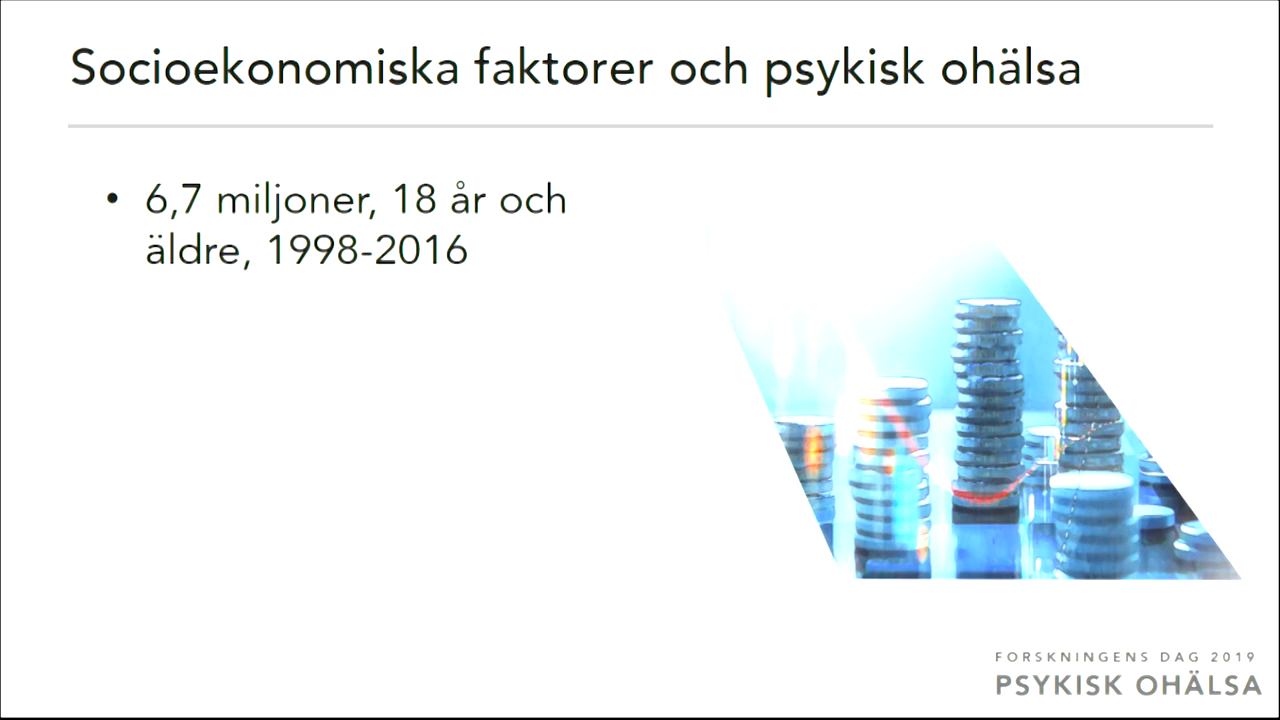 Socioekonomiska faktorer och psykisk ohälsa
• 6,7 miljoner, 18 år och
äldre, 1998-2016
FORSKNINGENS DAG 2019
PSYKISK OHÄLSA